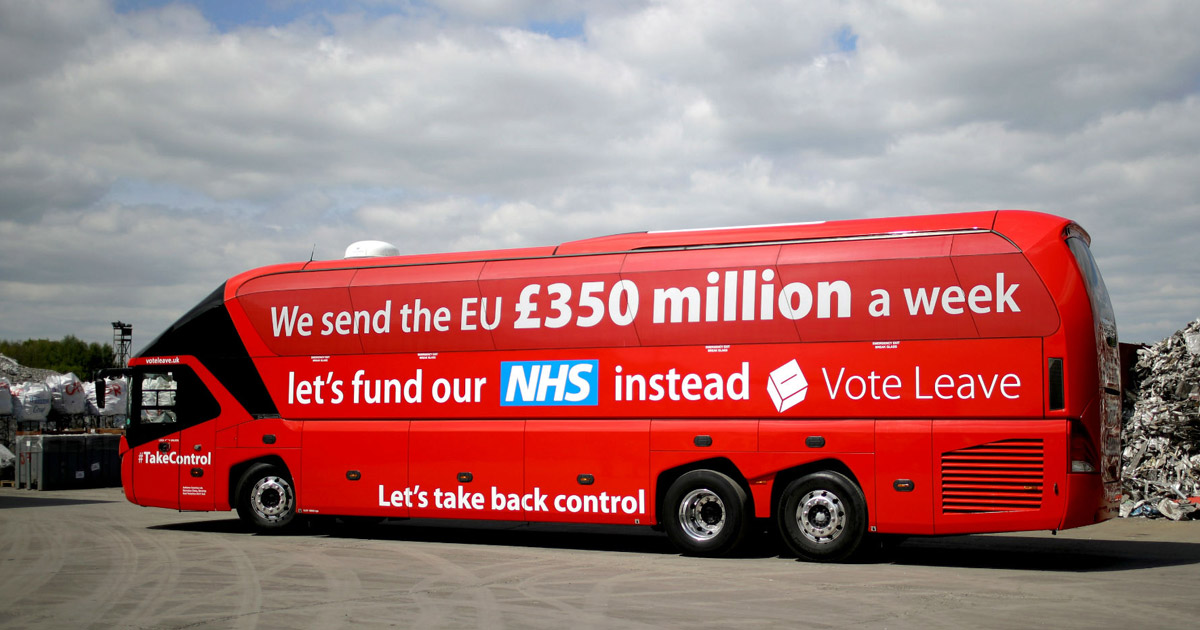 We send the EU £350 million a week
let's fund our NHS instead Vote Leave
voteleave.uk
#TakeControl
Let's take back control